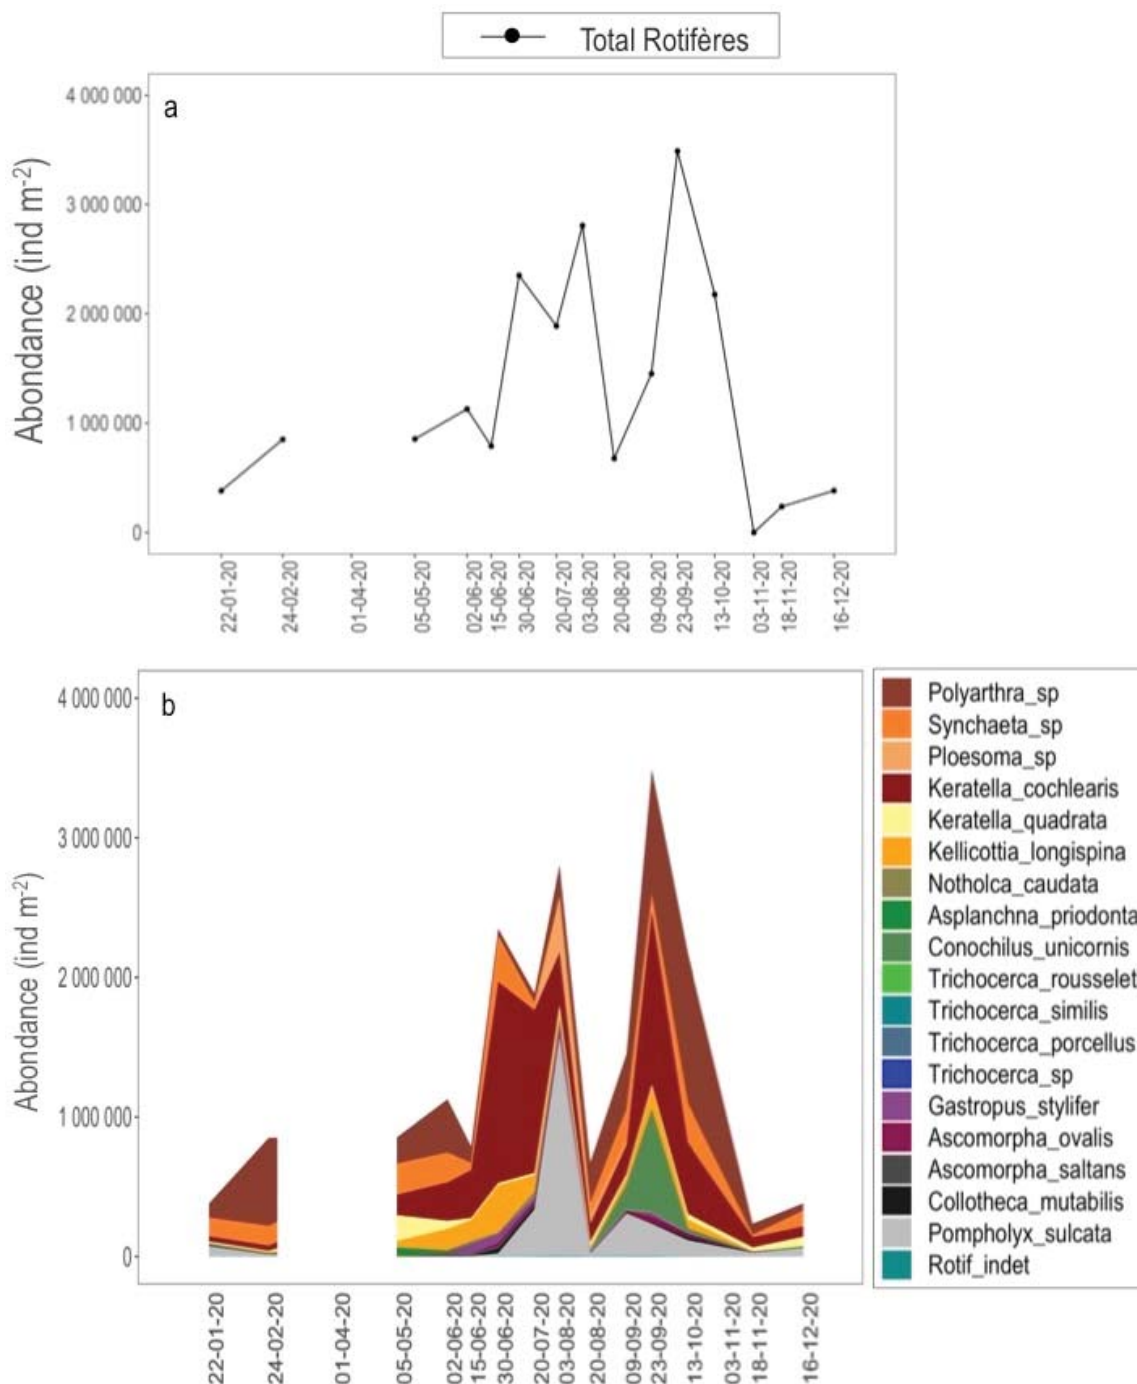 Total Rotifères
a
Abondance (ind m-2)
4 000 000
3 000 000
2 000 000
1 000 000
0
22-01-20
24-02-20
01-04-20
05-05-20
02-06-20
15-06-20
30-06-20
20-07-20
03-08-20
20-08-20
09-09-20
23-09-20
13-10-20
03-11-20
18-11-20
16-12-20
b
Abondance (ind m-2)
4 000 000
3 000 000
2 000 000
1 000 000
0
22-01-20
24-02-20
01-04-20
05-05-20
02-06-20
15-06-20
30-06-20
20-07-20
03-08-20
20-08-20
09-09-20
23-09-20
13-10-20
03-11-20
18-11-20
16-12-20
Polyarthra_sp
Synchaeta_sp
Ploesoma_sp
Keratella_cochlearis
Keratella_quadrata
Kellicottia_longispina
Notholca_caudata
Asplanchna_priodonta
Conochilus_unicornis
Trichocerca_rousselet
Trichocerca_similis
Trichocerca_porcellus
Trichocerca_sp
Gastropus_stylifer
Ascomorpha_ovalis
Ascomorpha_saltans
Collotheca_mutabilis
Pompholyx_sulcata
Rotif_indet